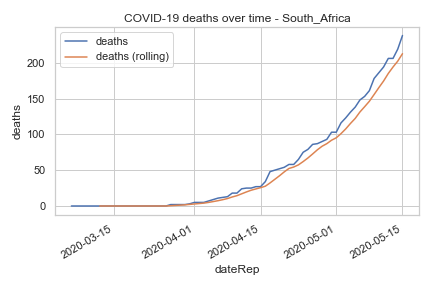 COVID-19 deaths over time - South_Africa
deaths
deaths (rolling)
deaths
200
150
100
50
0
2020-03-15
2020-04-01
2020-04-15
2020-05-01
2020-05-15
dateRep